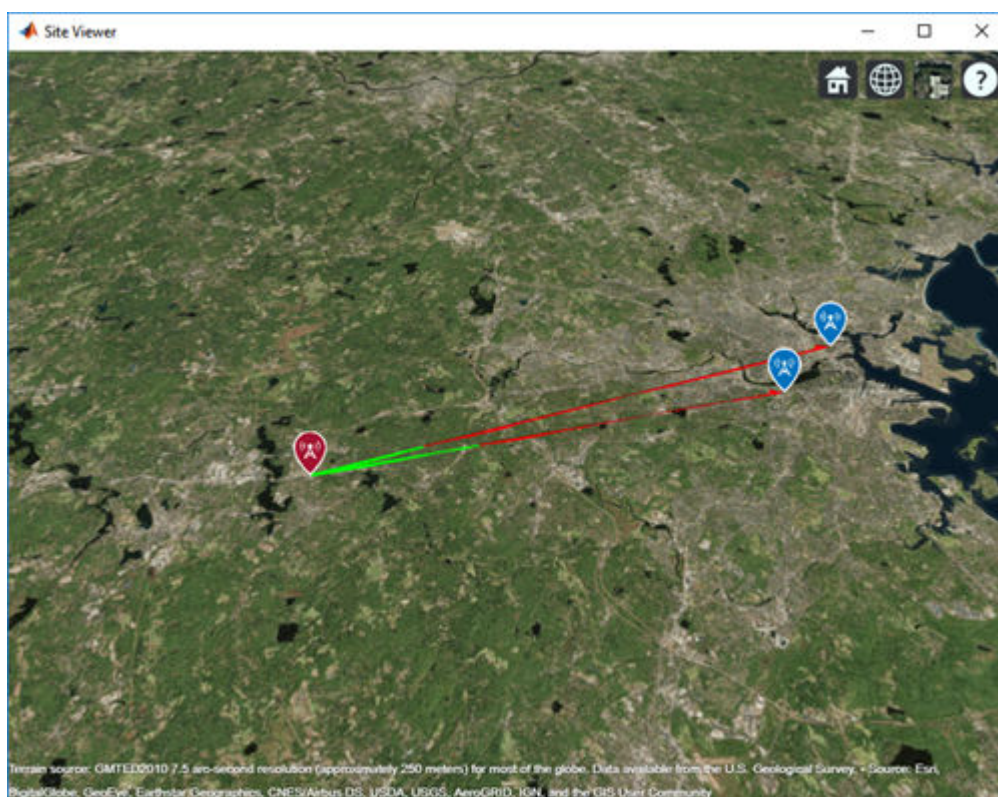 Site Viewer
?
Terrain source: GMTED2010 7.5 arc-second resolution (approximately 250 meters) for most of the globe. Data available from the U.S. Geological Survey. • Source: Esri,
DigitalGlobe, GeoEye, Earthstar Geographics, CNES/Airbus DS, USDA, USGS, AeroGRID, IGN, and the GIS User Community